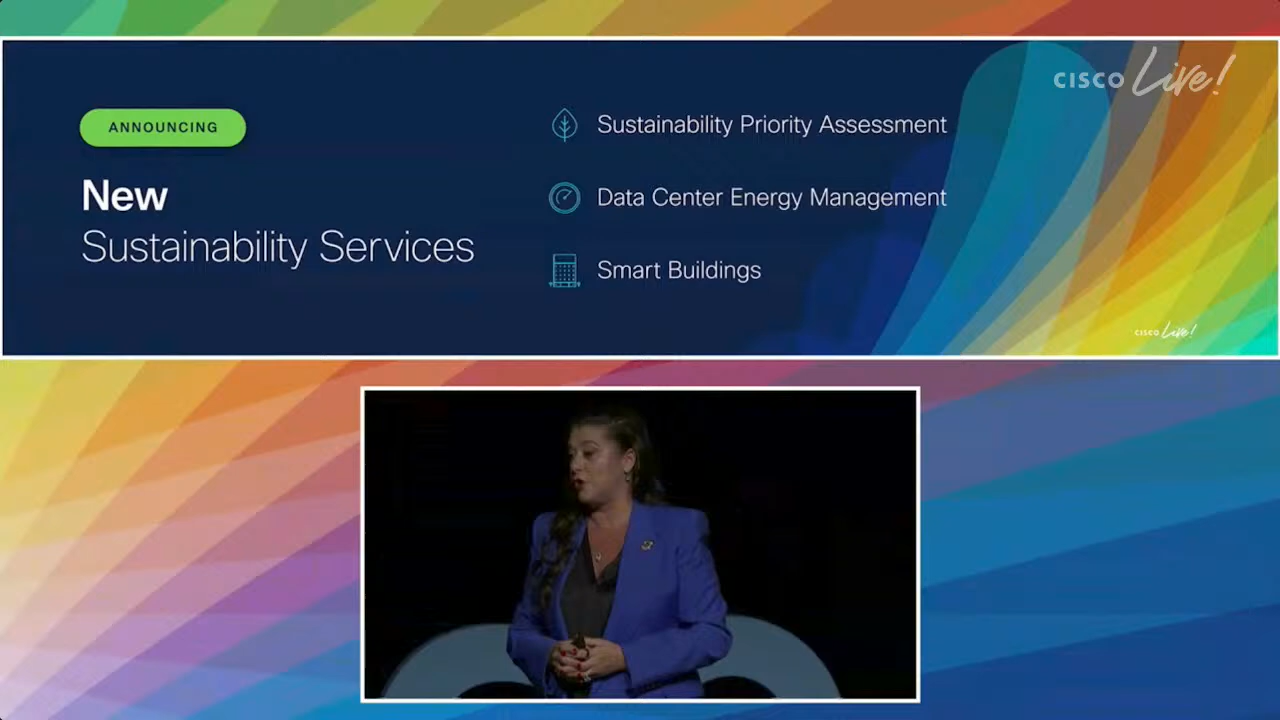 CISCO Live!
ANNOUNCING
New
Sustainability Services
Sustainability Priority Assessment
Data Center Energy Management
Smart Buildings
CISCO Live!